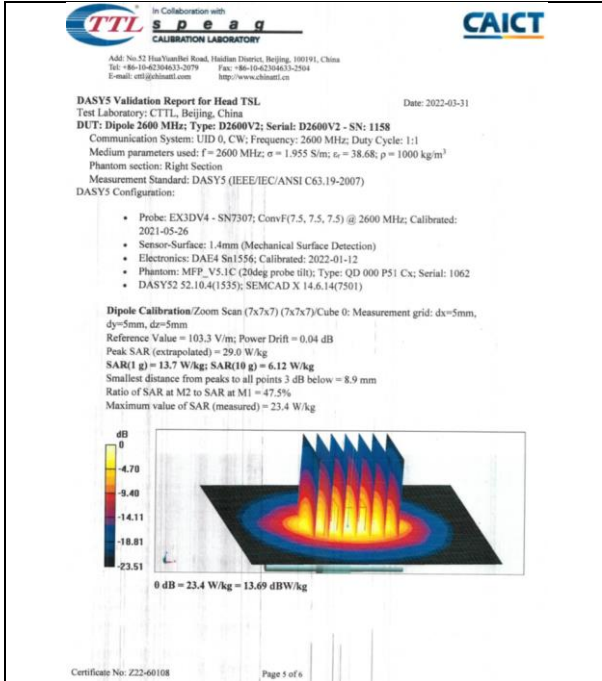 TTL
In Collaboration with
s p e a g
CALIBRATION LABORATORY
CAICT
Add: No.52 HuaYuanBei Road, Haidian District, Beijing, 100191, China
Tel: +86-10-62304633-2079 Fax: +86-10-62304633-2504
E-mail: cttl@chinattl.com http://www.chinattl.cn
DASY5 Validation Report for Head TSL Date: 2022-03-31
Test Laboratory: CTTL, Beijing, China
DUT: Dipole 2600 MHz; Type: D2600V2; Serial: D2600V2 - SN: 1158
Communication System: UID 0, CW; Frequency: 2600 MHz; Duty Cycle: 1:1
Medium parameters used: f = 2600 MHz; σ = 1.955 S/m; εr = 38.68; ρ = 1000 kg/m³
Phantom section: Right Section
Measurement Standard: DASY5 (IEEE/IEC/ANSI C63.19-2007)
DASY5 Configuration:
• Probe: EX3DV4 - SN7307; ConvF(7.5, 7.5, 7.5) @ 2600 MHz; Calibrated:
2021-05-26
• Sensor-Surface: 1.4mm (Mechanical Surface Detection)
• Electronics: DAE4 Sn1556; Calibrated: 2022-01-12
• Phantom: MFP_V5.1C (20deg probe tilt); Type: QD 000 P51 Cx; Serial: 1062
• DASY52 52.10.4(1535); SEMCAD X 14.6.14(7501)
Dipole Calibration/Zoom Scan (7x7x7) (7x7x7)/Cube 0: Measurement grid: dx=5mm,
dy=5mm, dz=5mm
Reference Value = 103.3 V/m; Power Drift = 0.04 dB
Peak SAR (extrapolated) = 29.0 W/kg
SAR(1 g) = 13.7 W/kg; SAR(10 g) = 6.12 W/kg
Smallest distance from peaks to all points 3 dB below = 8.9 mm
Ratio of SAR at M2 to SAR at M1 = 47.5%
Maximum value of SAR (measured) = 23.4 W/kg
dB
0
-4.70
-9.40
-14.11
-18.81
-23.51
0 dB = 23.4 W/kg = 13.69 dBW/kg
Certificate No: Z22-60108 Page 5 of 6